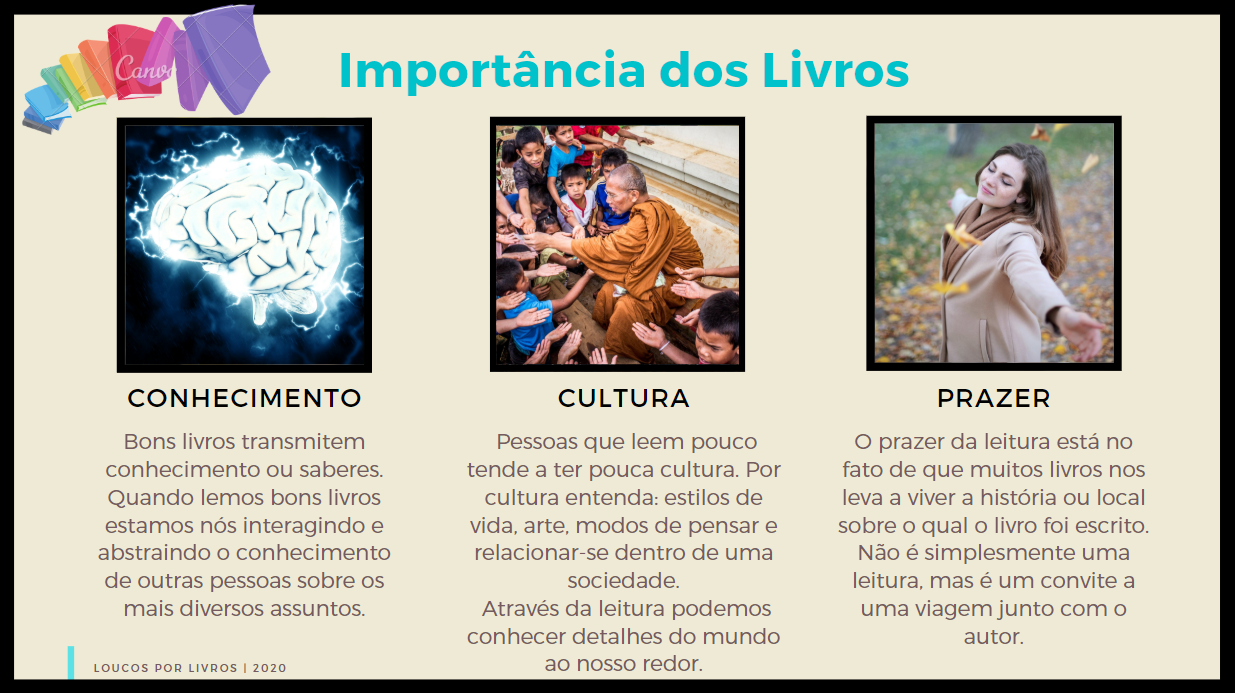 Canva
Importância dos Livros
CONHECIMENTO
Bons livros transmitem
conhecimento ou saberes.
Quando lemos bons livros
estamos nós interagindo e
abstraindo o conhecimento
de outras pessoas sobre os
mais diversos assuntos.
CULTURA
Pessoas que leem pouco
tende a ter pouca cultura. Por
cultura entenda: estilos de
vida, arte, modos de pensar e
relacionar-se dentro de uma
sociedade.
Através da leitura podemos
conhecer detalhes do mundo
ao nosso redor.
PRAZER
O prazer da leitura está no
fato de que muitos livros nos
leva a viver a história ou local
sobre o qual o livro foi escrito.
Não é simplesmente uma
leitura, mas é um convite a
uma viagem junto com o
autor.
LOUCOS POR LIVROS | 2020